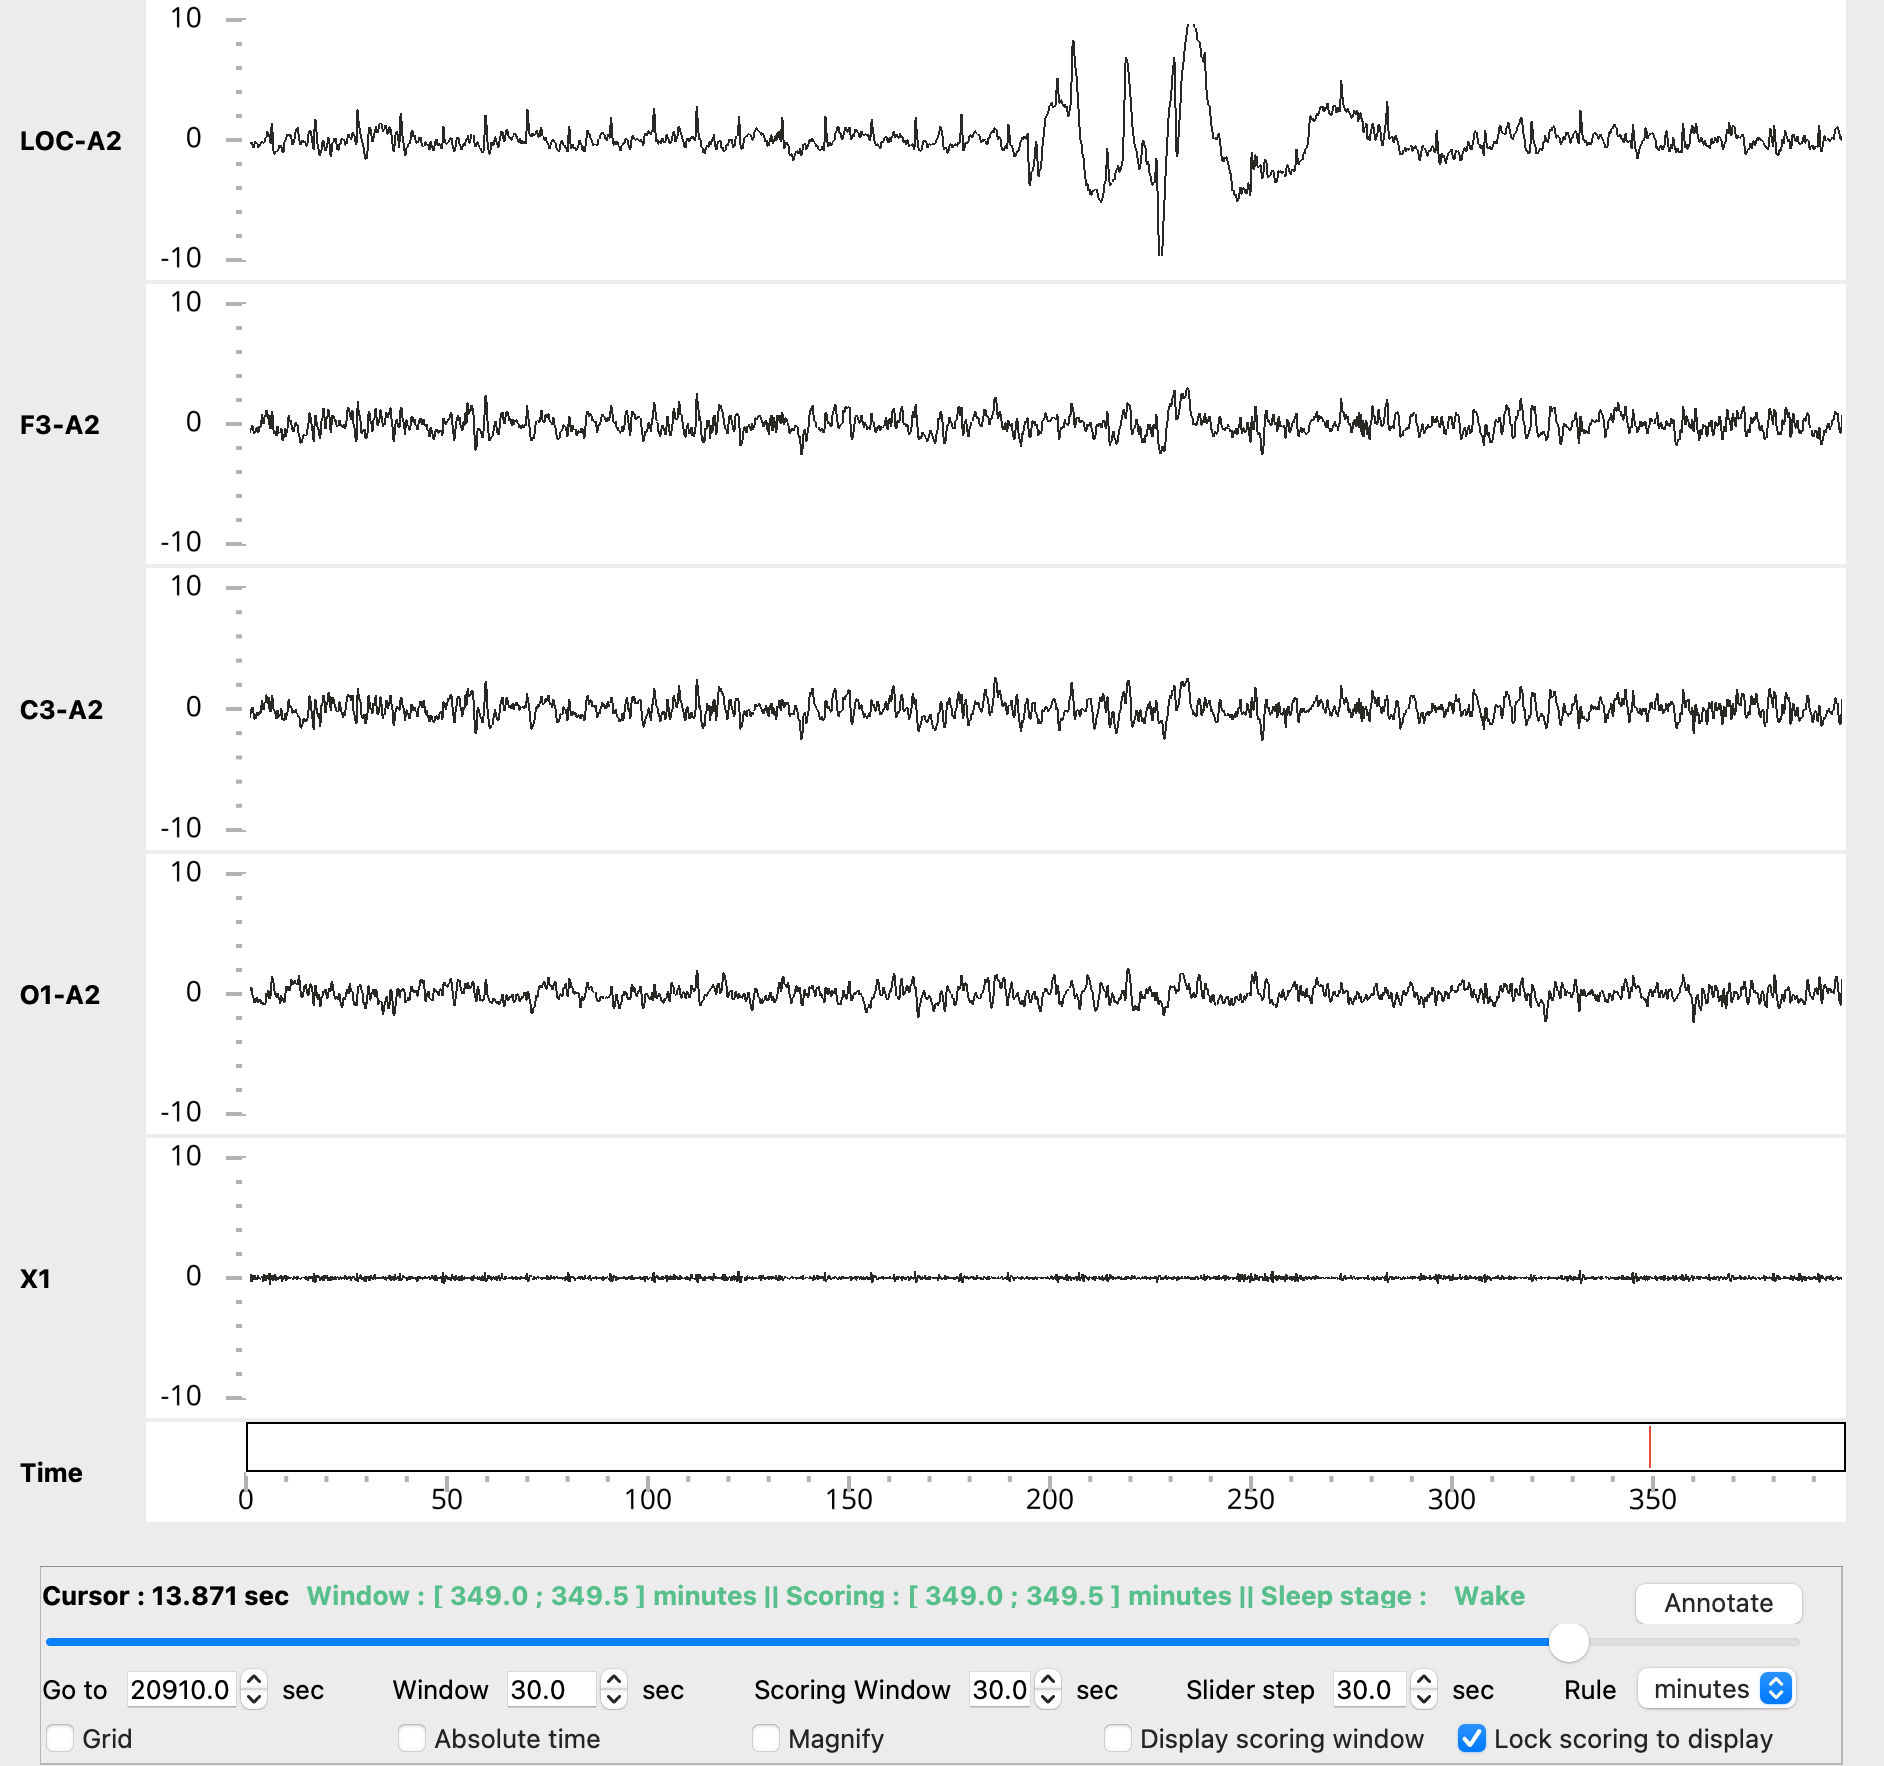 10
LOC-A2
0
-10
10
F3-A2
0
-10
10
C3-A2
0
-10
10
O1-A2
0
-10
10
X1
0
-10
Time
0 50 100 150 200 250 300 350
Cursor : 13.871 sec Window : [ 349.0 ; 349.5 ] minutes || Scoring : [ 349.0 ; 349.5 ] minutes || Sleep stage : Wake Annotate
Go to 20910.0 sec Window 30.0 sec Scoring Window 30.0 sec Slider step 30.0 sec Rule minutes
Grid Absolute time Magnify Display scoring window Lock scoring to display